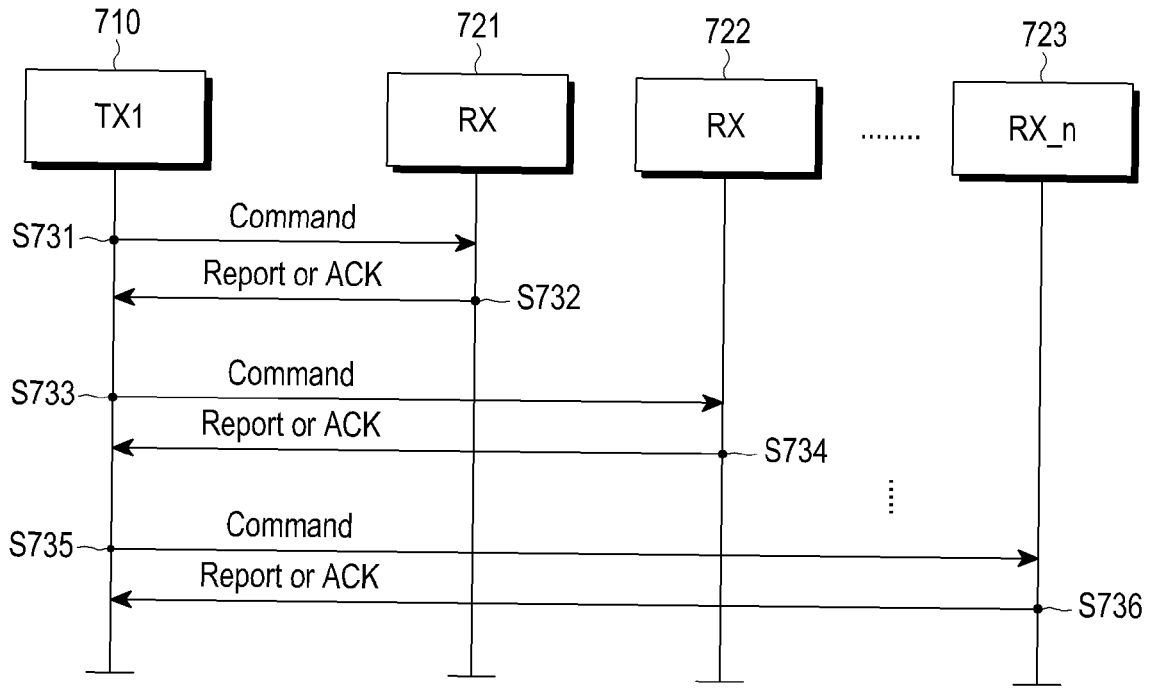 710
721
722
723
TX1
RX
RX
........
RX_n
S731
Command
Report or ACK
S732
S733
Command
Report or ACK
S734
S735
Command
Report or ACK
S736